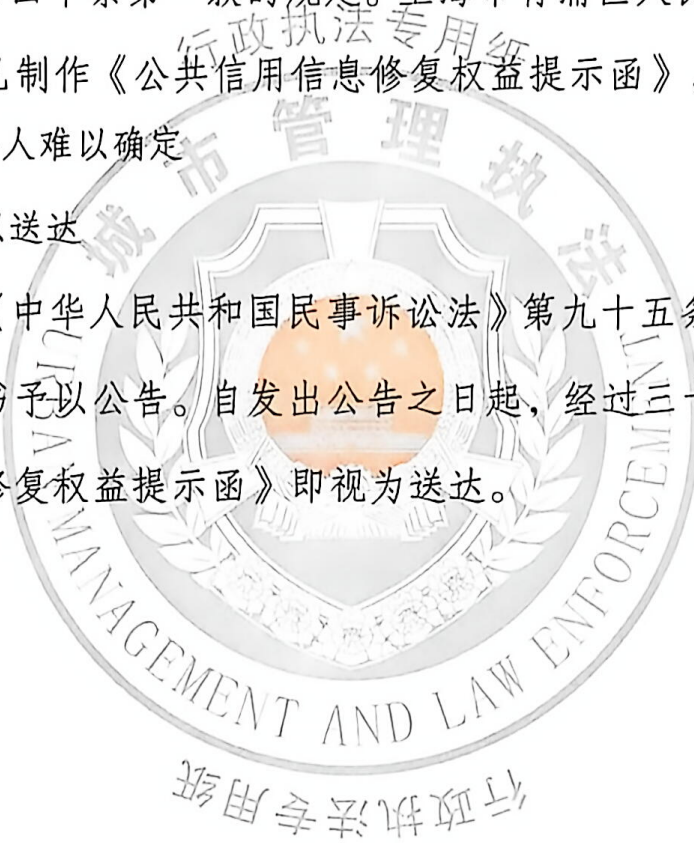 行政执法专用纸
制作《公共信用信息修复权益提示函》
人难以确定
送达
《中华人民共和国民事诉讼法》第九十五条
予以公告。自发出公告之日起，经过三十
修复权益提示函》即视为送达。
城市管理执法
URBAN MANAGEMENT AND LAW ENFORCEMENT
行政执法专用纸